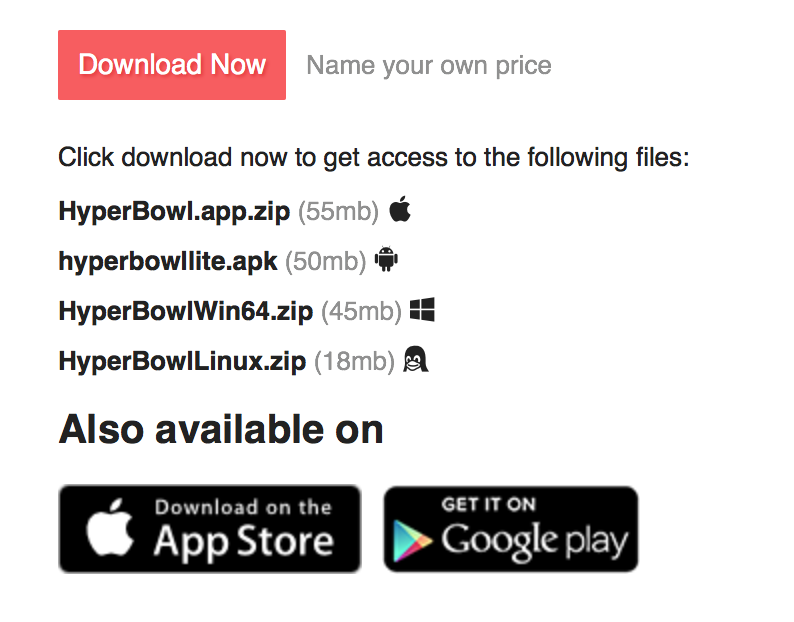 Download Now Name your own price
Click download now to get access to the following files:
HyperBowl.app.zip (55mb)
hyperbowllite.apk (50mb)
HyperBowlWin64.zip (45mb)
HyperBowlLinux.zip (18mb)
Also available on
Download on the
App Store
GET IT ON
Google play